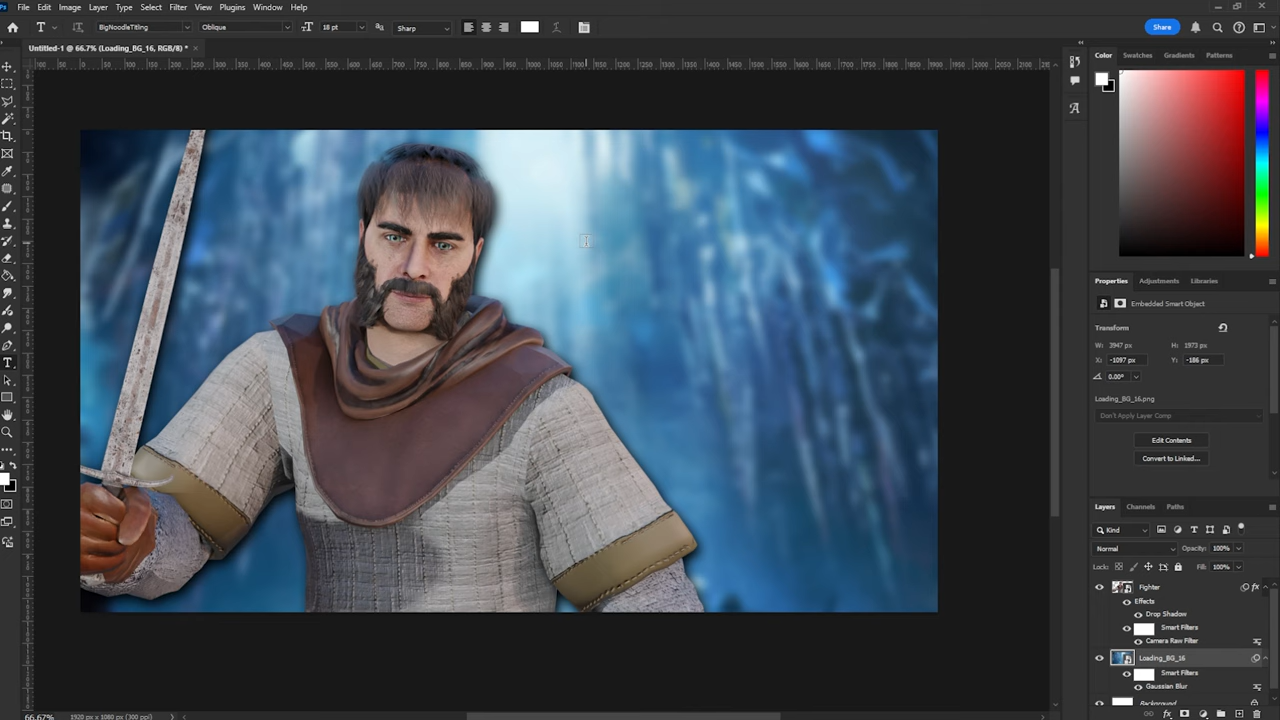 Ps File Edit Image Layer Type Select Filter View Plugins Window Help
T BigNoodleTitling Oblique 18 pt Sharp Share
Untitled-1 @ 66.7% (Loading_BG_16, RGB/8) *
Color Swatches Gradients Patterns
Properties Adjustments Libraries
Embedded Smart Object
Transform
W: 3947 px H: 1973 px
X: -1097 px Y: -186 px
0.00°
Loading_BG_16.png
Don't Apply Layer Comp
Edit Contents
Convert to Linked...
Layers Channels Paths
Kind
Normal Opacity: 100%
Lock: Fill: 100%
Fighter fx
Effects
Drop Shadow
Smart Filters
Camera Raw Filter
Loading_BG_16
Smart Filters
Gaussian Blur
Background
66.67% 1920 px x 1080 px (300 ppi)